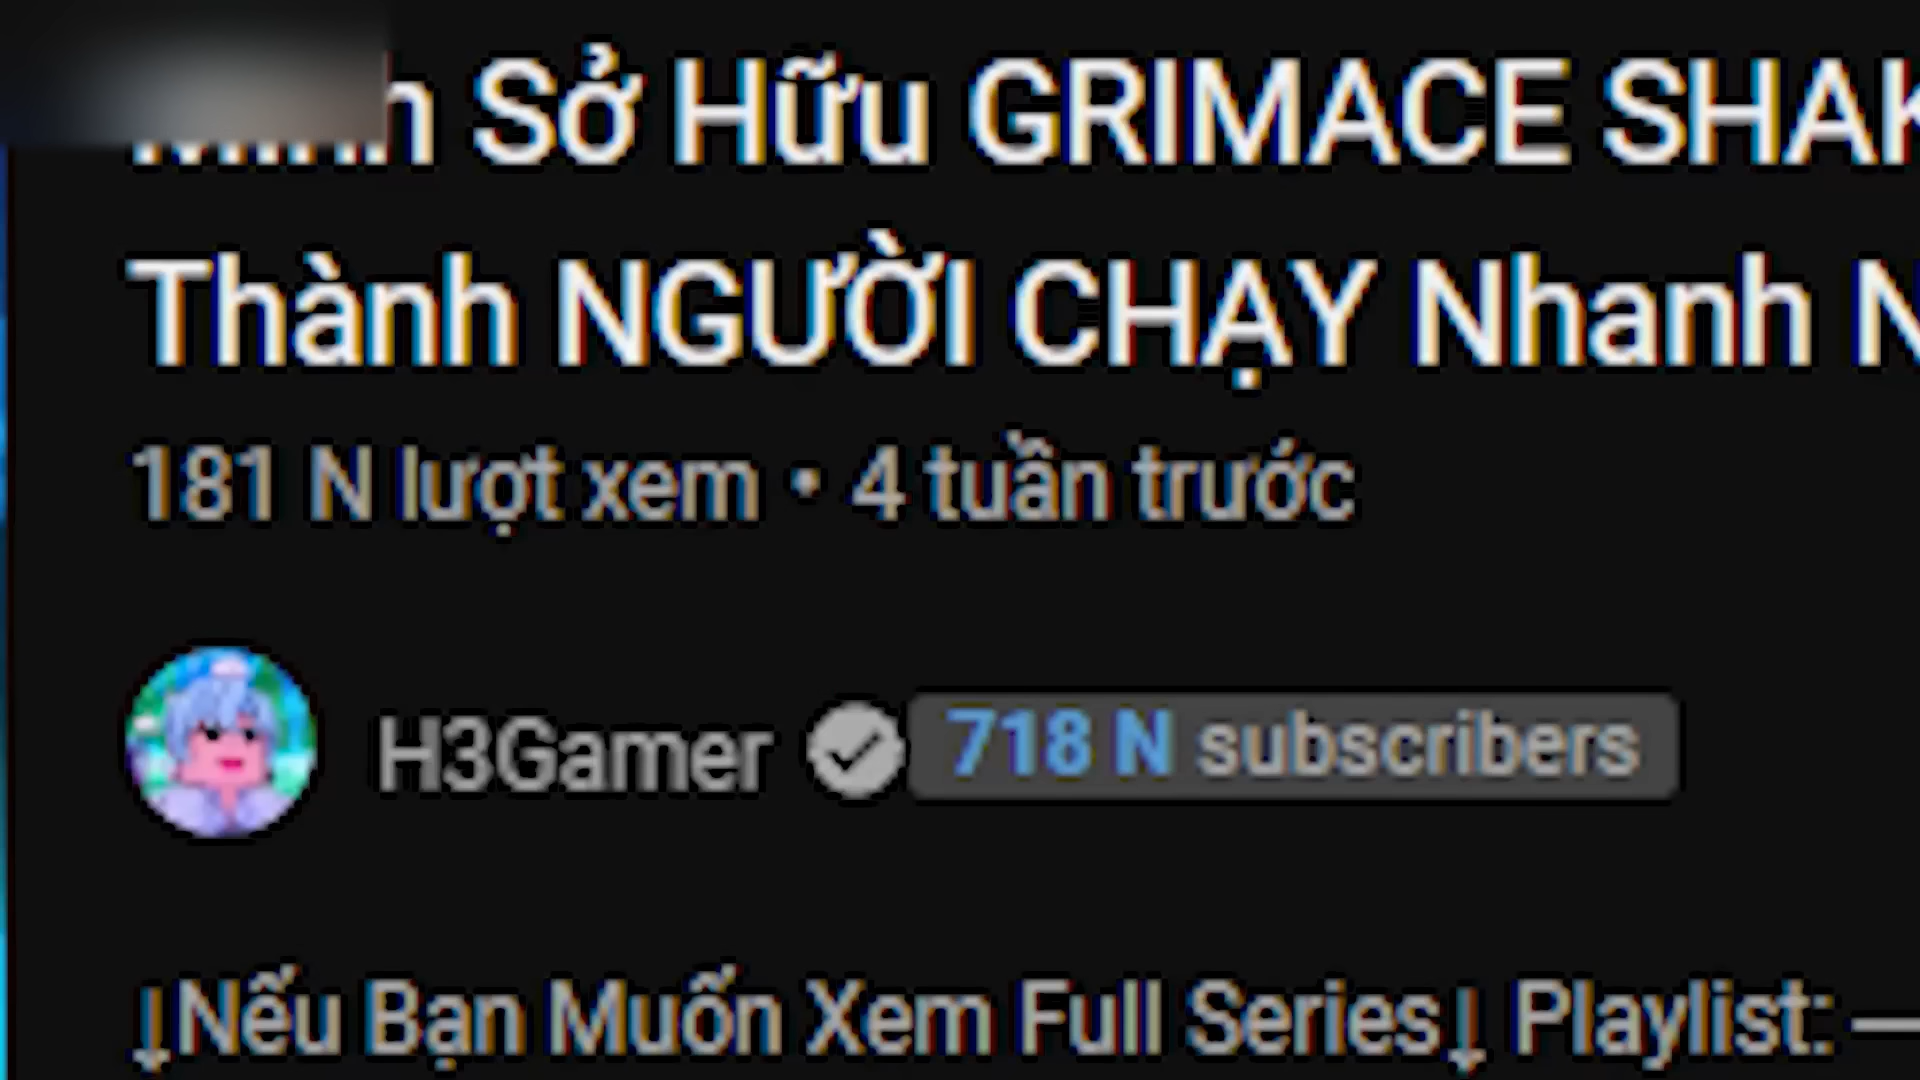 Sở Hữu GRIMACE
Thành NGƯỜI CHẠY Nhanh
181 N lượt xem • 4 tuần trước
H3Gamer 718 N subscribers
↓Nếu Bạn Muốn Xem Full Series↓ Playlist: —